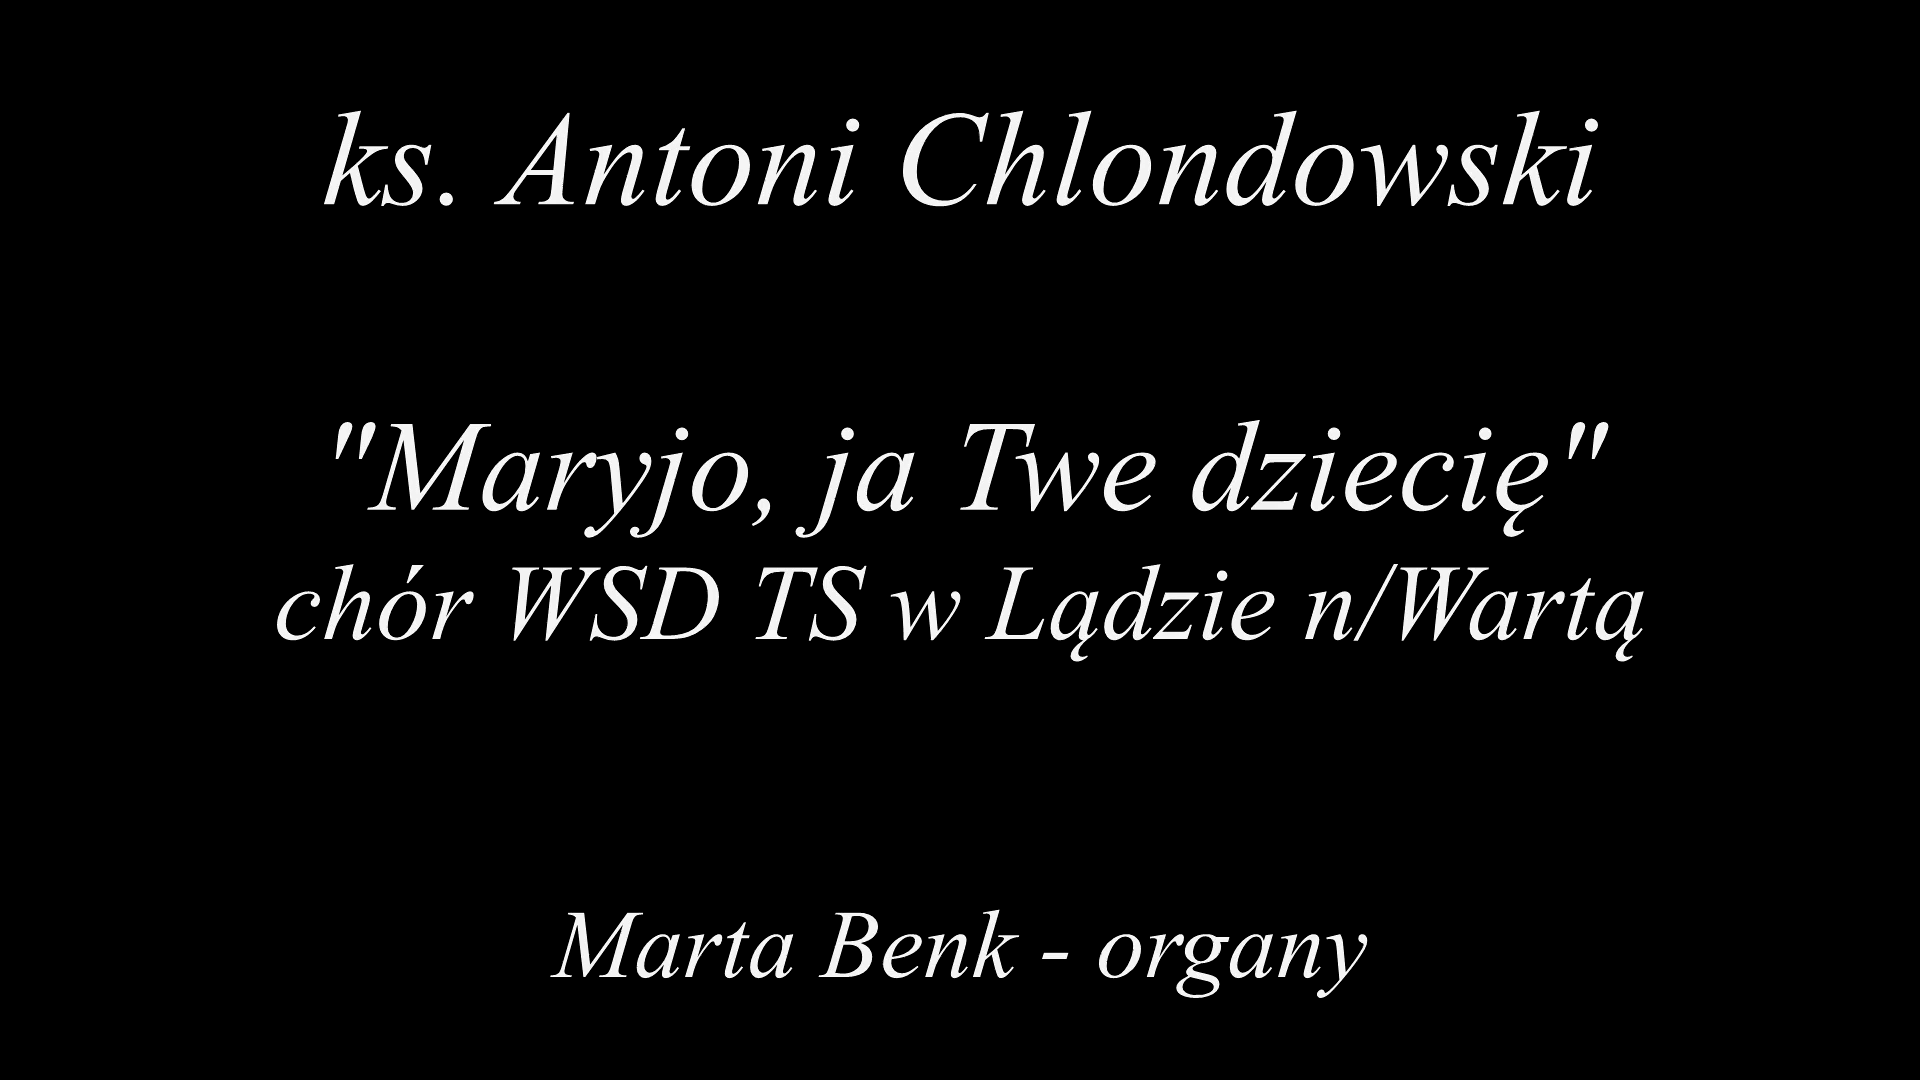 ks. Antoni Chlondowski
"Maryjo, ja Twe dziecię"
chór WSD TS w Lądzie n/Wartą
Marta Benk - organy